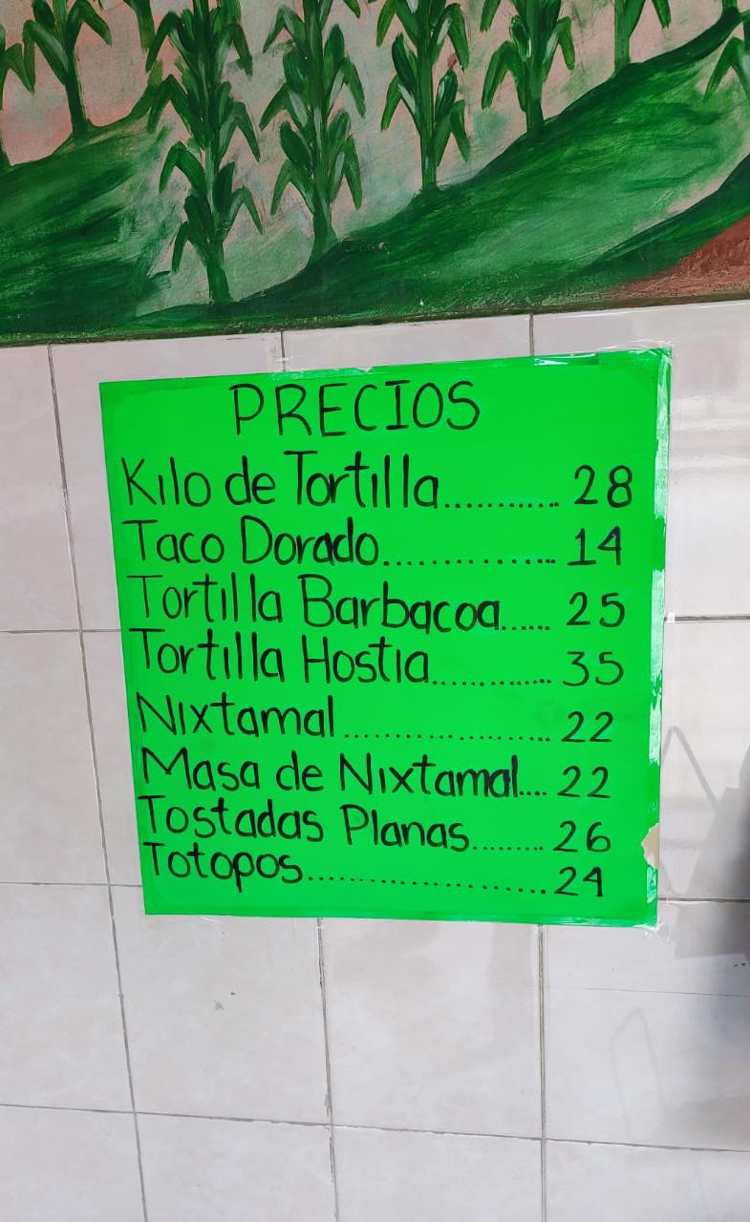 PRECIOS
Kilo de Tortilla............ 28
Taco Dorado............... 14
Tortilla Barbacoa...... 25
Tortilla Hostia............. 35
Nixtamal..................... 22
Masa de Nixtamal.... 22
Tostadas Planas......... 26
Totopos........................24